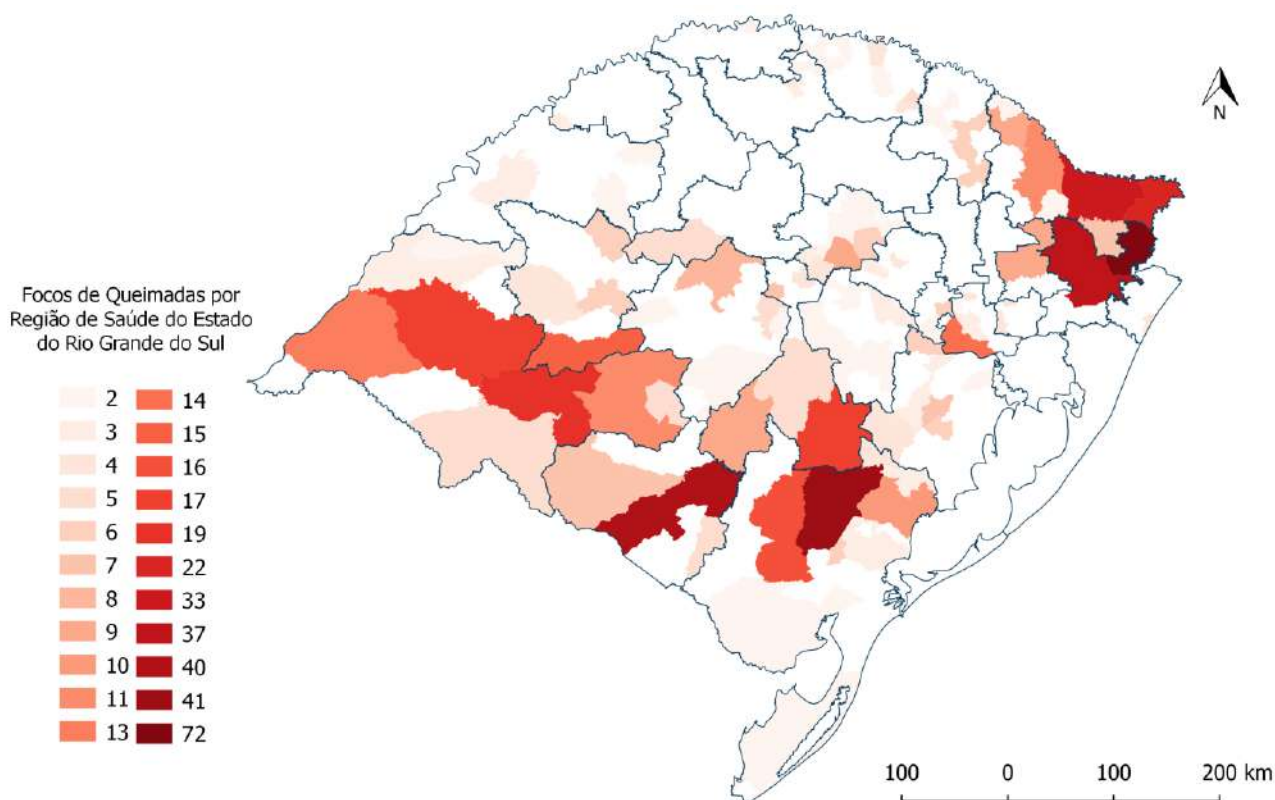 N
Focos de Queimadas por
Região de Saúde do Estado
do Rio Grande do Sul
2 14
3 15
4 16
5 17
6 19
7 22
8 33
9 37
10 40
11 41
13 72
100 0 100 200 km